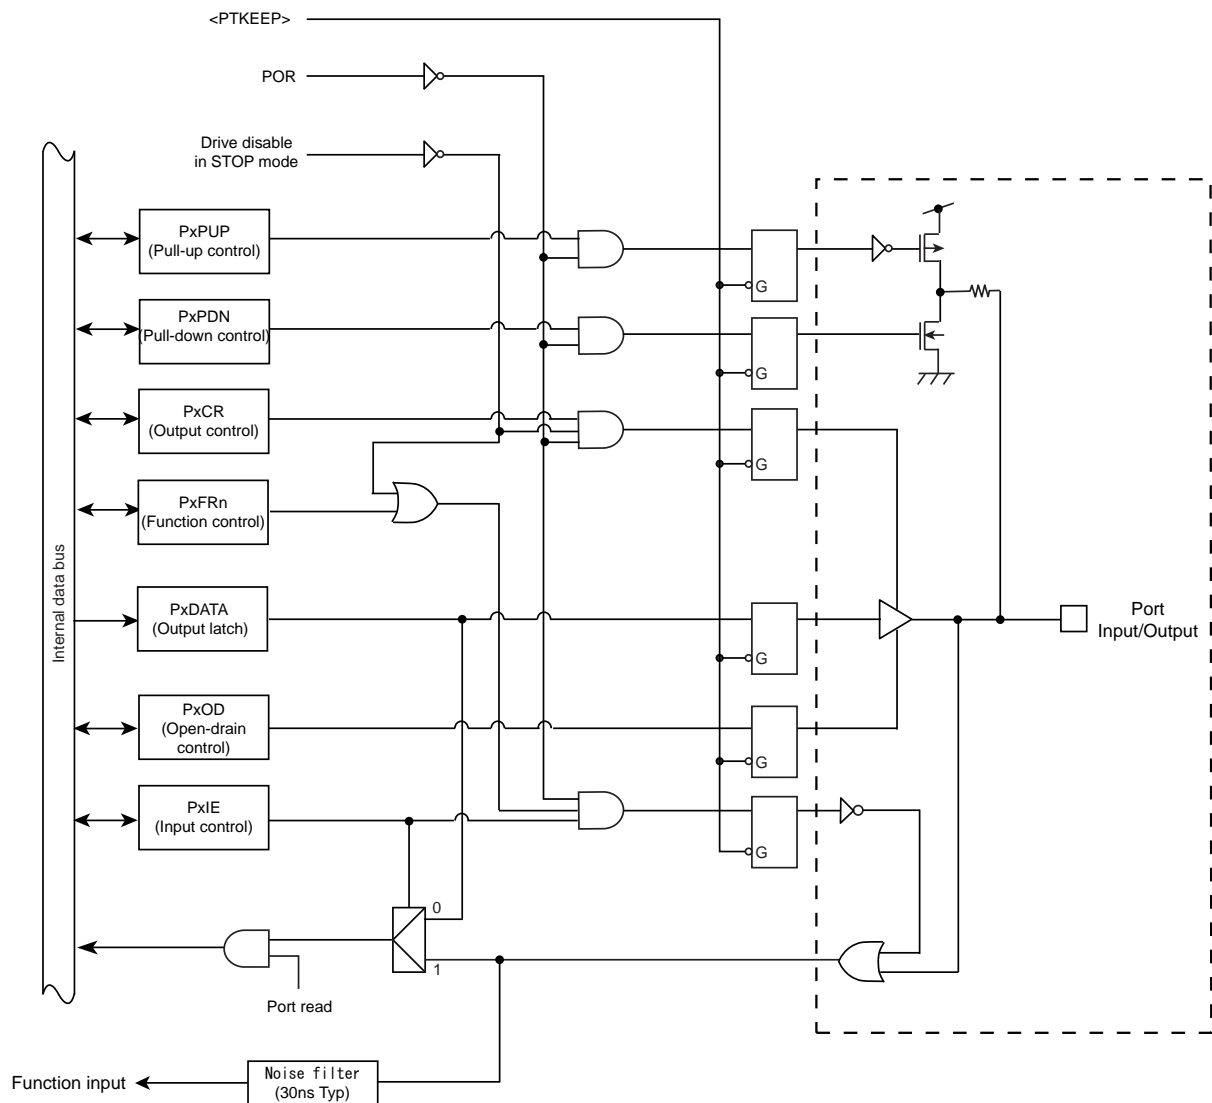 <PTKEEP>
POR
Drive disable
in STOP mode
PxPUP
(Pull-up control)
G
PxPDN
(Pull-down control)
G
PxCR
(Output control)
G
PxFRn
(Function control)
Internal data bus
PxDATA
(Output latch)
G
Port
Input/Output
PxOD
(Open-drain
control)
G
PxIE
(Input control)
G
0
1
Port read
Function input
Noise filter
(30ns Typ)